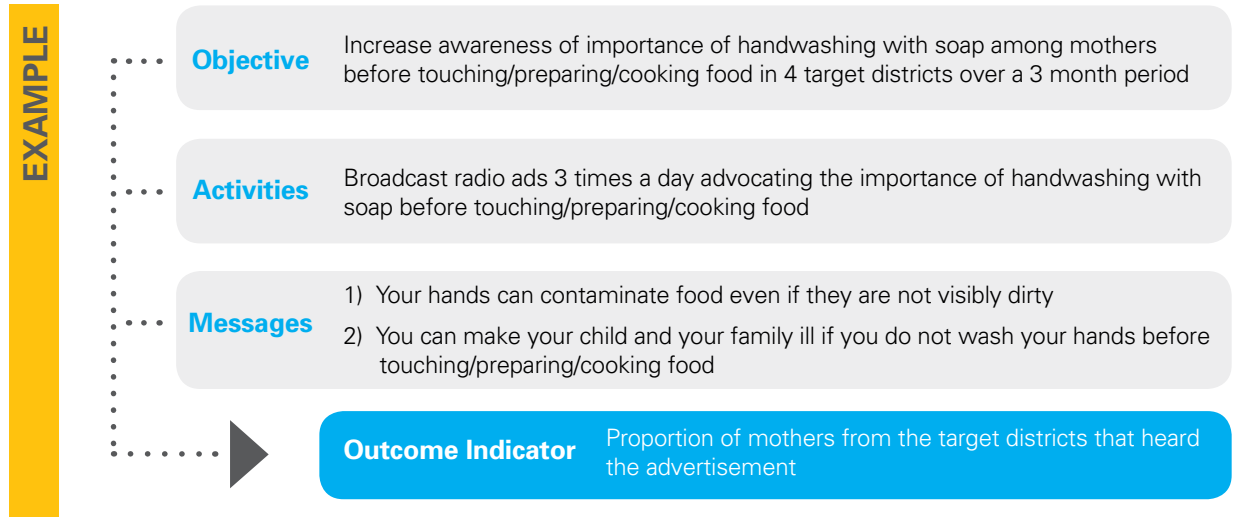 EXAMPLE
Objective
Increase awareness of importance of handwashing with soap among mothers
before touching/preparing/cooking food in 4 target districts over a 3 month period
Activities
Broadcast radio ads 3 times a day advocating the importance of handwashing with
soap before touching/preparing/cooking food
Messages
1) Your hands can contaminate food even if they are not visibly dirty
2) You can make your child and your family ill if you do not wash your hands before
touching/preparing/cooking food
Outcome Indicator
Proportion of mothers from the target districts that heard
the advertisement